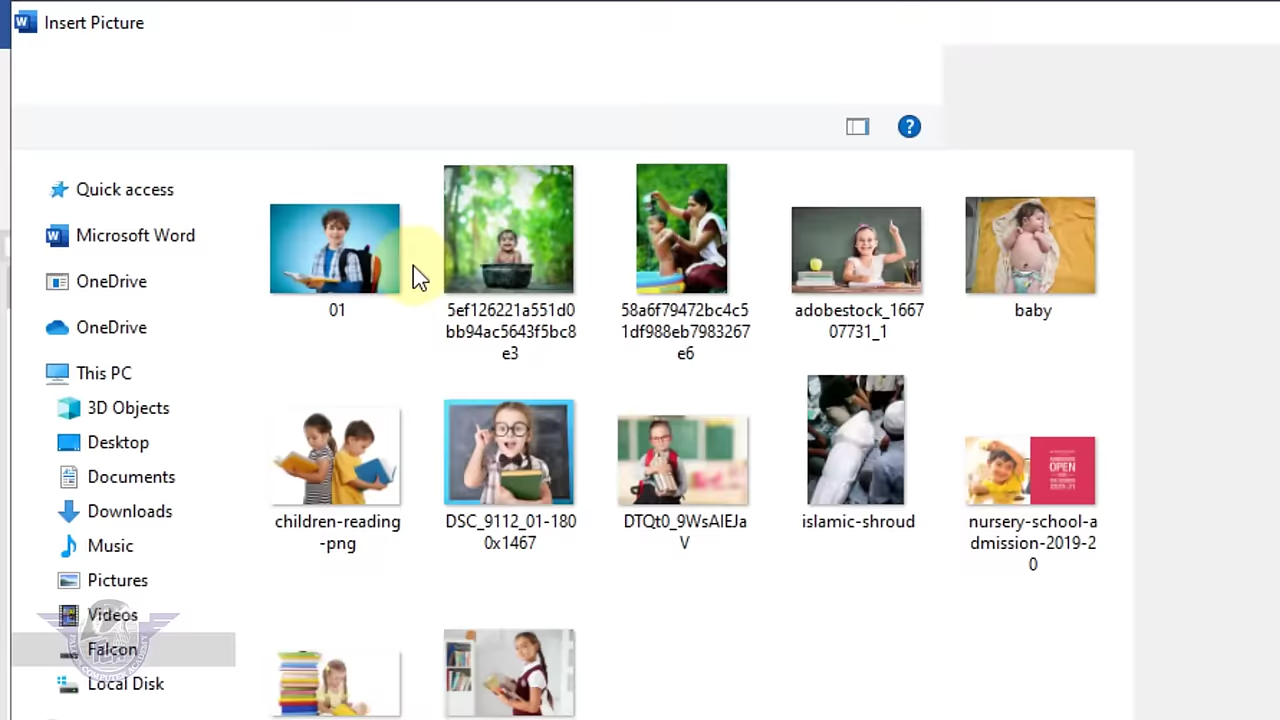 Insert Picture
Quick access
Microsoft Word
OneDrive
OneDrive
This PC
3D Objects
Desktop
Documents
Downloads
Music
Pictures
Videos
Falcon
Local Disk
01
5ef126221a551d0
bb94ac5643f5bc8
e3
58a6f79472bc4c5
1df988eb7983267
e6
adobestock_1667
07731_1
baby
children-reading
-png
DSC_9112_01-180
0x1467
DTQt0_9WsAIEJa
V
islamic-shroud
nursery-school-a
dmission-2019-2
0
OPEN